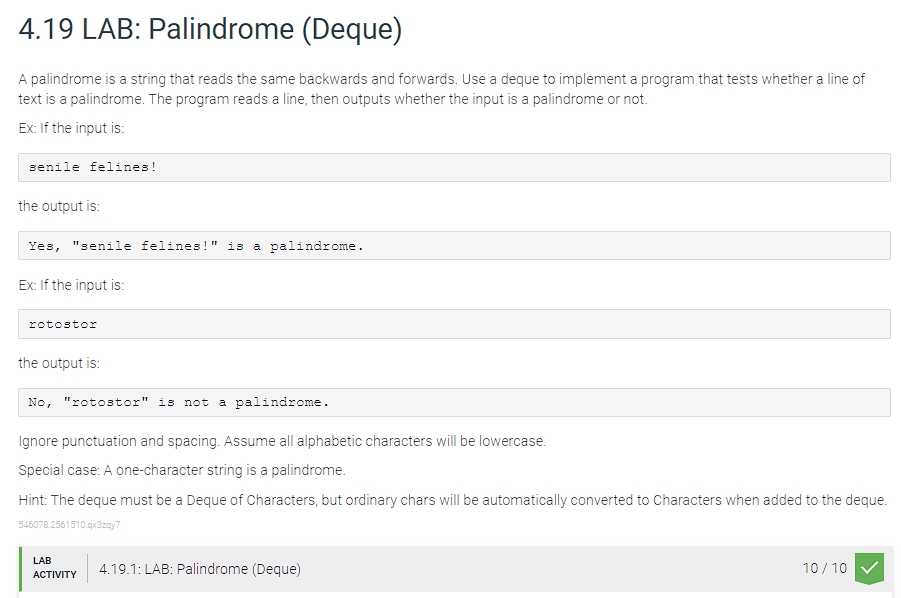 4.19 LAB: Palindrome (Deque)
A palindrome is a string that reads the same backwards and forwards. Use a deque to implement a program that tests whether a line of
text is a palindrome. The program reads a line, then outputs whether the input is a palindrome or not.
Ex: If the input is:
senile felines!
the output is:
Yes, "senile felines!" is a palindrome.
Ex: If the input is:
rotostor
the output is:
No, "rotostor" is not a palindrome.
Ignore punctuation and spacing. Assume all alphabetic characters will be lowercase.
Special case: A one-character string is a palindrome.
Hint: The deque must be a Deque of Characters, but ordinary chars will be automatically converted to Characters when added to the deque.
546078.2561510.qx3zqy7
LAB
ACTIVITY
4.19.1: LAB: Palindrome (Deque)
10 / 10